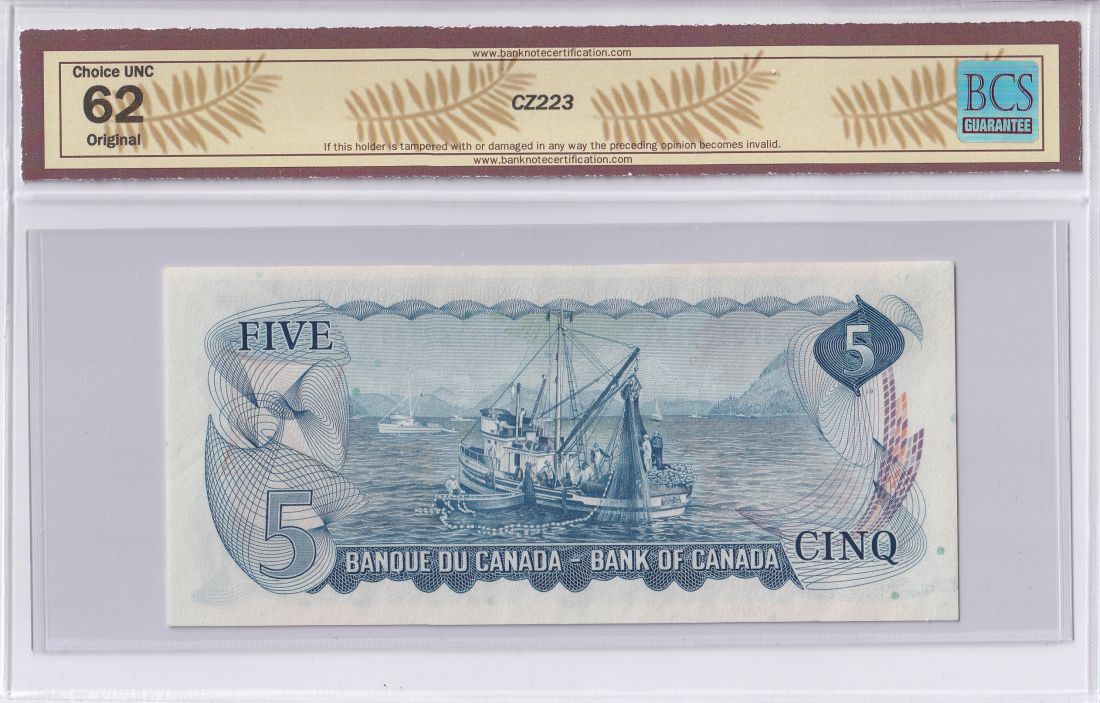 www.banknotecertification.com
Choice UNC
62
Original
CZ223
BCS
GUARANTEE
If this holder is tampered with or damaged in any way the preceding opinion becomes invalid.
www.banknotecertification.com
FIVE
5
5
BANQUE DU CANADA - BANK OF CANADA
CINQ